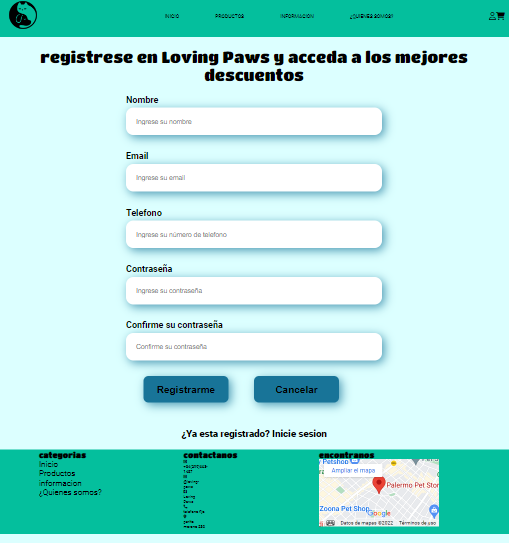 INICIO PRODUCTOS INFORMACION ¿QUIENES SOMOS?
registrese en Loving Paws y acceda a los mejores
descuentos
Nombre
Ingrese su nombre
Email
Ingrese su email
Telefono
Ingrese su número de telefono
Contraseña
Ingrese su contraseña
Confirme su contraseña
Confirme su contraseña
Registrarme Cancelar
¿Ya esta registrado? Inicie sesion
categorias
Inicio
Productos
informacion
¿Quienes somos?
contactanos
encontranos
Petshop
Ampliar el mapa
Palermo Pet Stor
Zoona Pet Shop
Google
Datos de mapas ©2022 Términos de uso